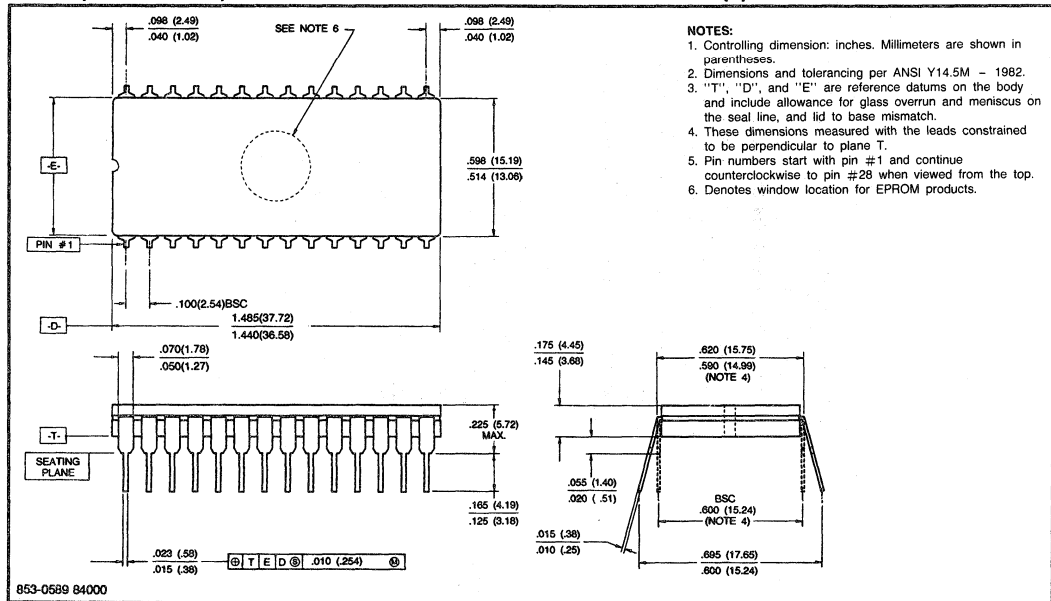 .098 (2.49)
.040 (1.02)
SEE NOTE 6
.098 (2.49)
.040 (1.02)
-E-
.598 (15.19)
.514 (13.06)
PIN #1
.100(2.54)BSC
-D-
1.485(37.72)
1.440(36.58)
NOTES:
1. Controlling dimension: inches. Millimeters are shown in
parentheses.
2. Dimensions and tolerancing per ANSI Y14.5M – 1982.
3. "T", "D", and "E" are reference datums on the body
and include allowance for glass overrun and meniscus on
the seal line, and lid to base mismatch.
4. These dimensions measured with the leads constrained
to be perpendicular to plane T.
5. Pin numbers start with pin #1 and continue
counterclockwise to pin #28 when viewed from the top.
6. Denotes window location for EPROM products.
.070(1.78)
.050(1.27)
-T-
SEATING
PLANE
.225 (5.72)
MAX.
.165 (4.19)
.125 (3.18)
.023 (.58)
.015 (.38)
⊕ T E D Ⓢ .010 (.254) Ⓜ
.175 (4.45)
.145 (3.68)
.620 (15.75)
.590 (14.99)
(NOTE 4)
.055 (1.40)
.020 ( .51)
BSC
.600 (15.24)
(NOTE 4)
.015 (.38)
.010 (.25)
.695 (17.65)
.600 (15.24)
853-0589 84000